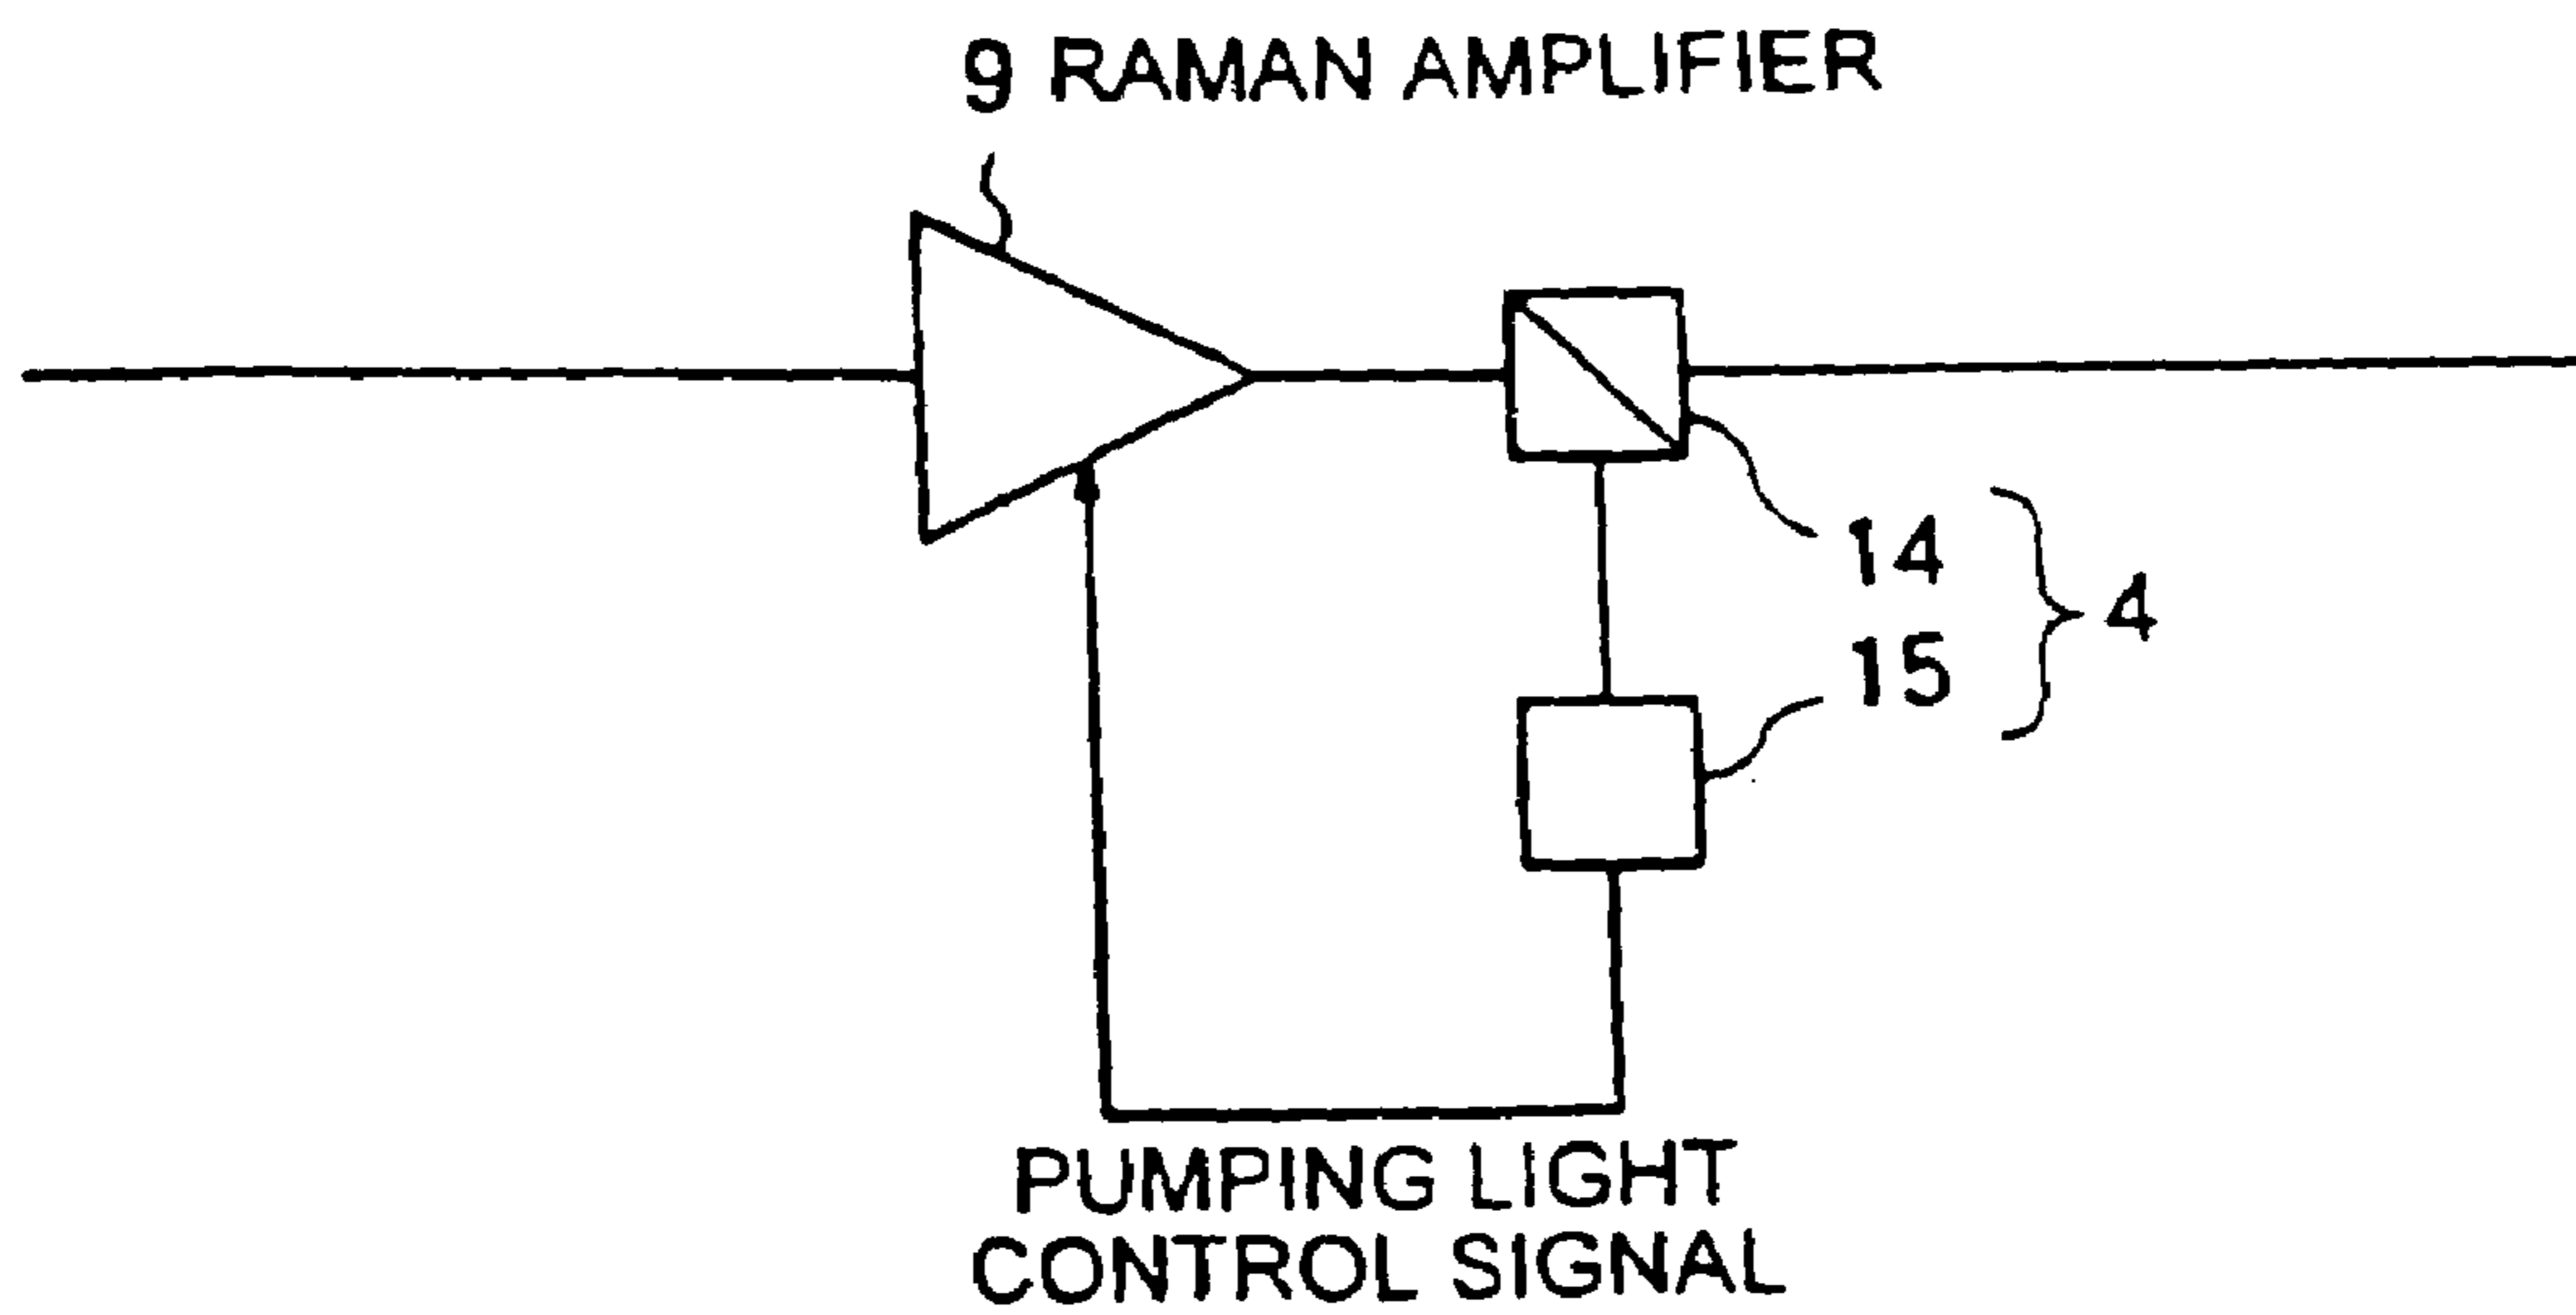 9 RAMAN AMPLIFIER
14
4
15
PUMPING LIGHT
CONTROL SIGNAL